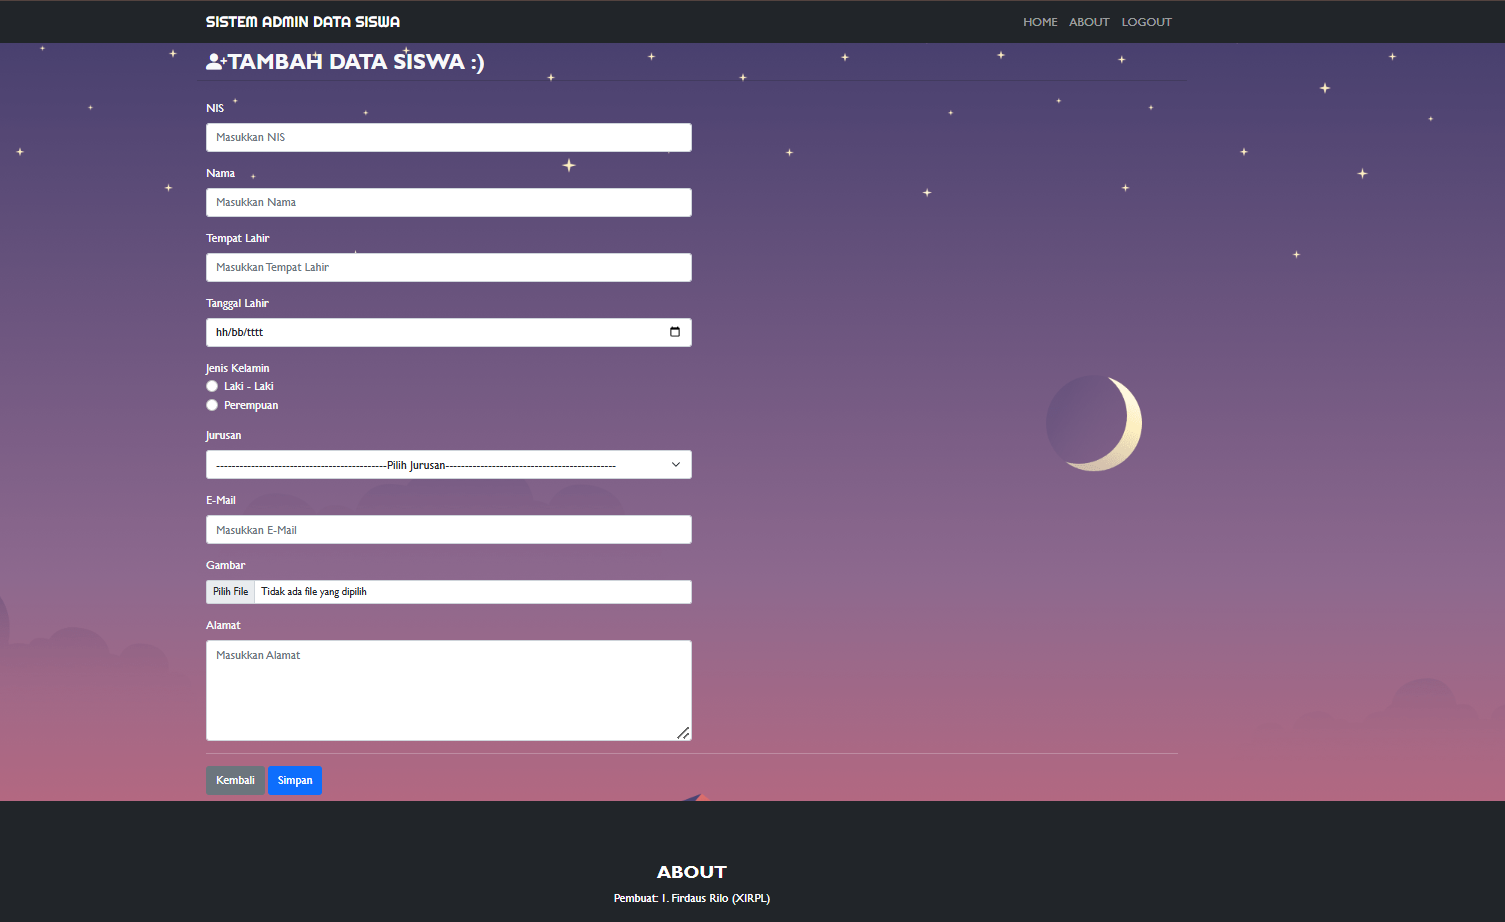 SISTEM ADMIN DATA SISWA
HOME ABOUT LOGOUT
TAMBAH DATA SISWA :)
NIS
Masukkan NIS
Nama
Masukkan Nama
Tempat Lahir
Masukkan Tempat Lahir
Tanggal Lahir
hh/bb/tttt
Jenis Kelamin
Laki - Laki
Perempuan
Jurusan
--------------------------------------------Pilih Jurusan--------------------------------------------
E-Mail
Masukkan E-Mail
Gambar
Pilih File Tidak ada file yang dipilih
Alamat
Masukkan Alamat
Kembali Simpan
ABOUT
Pembuat: 1. Firdaus Rilo (XIRPL)